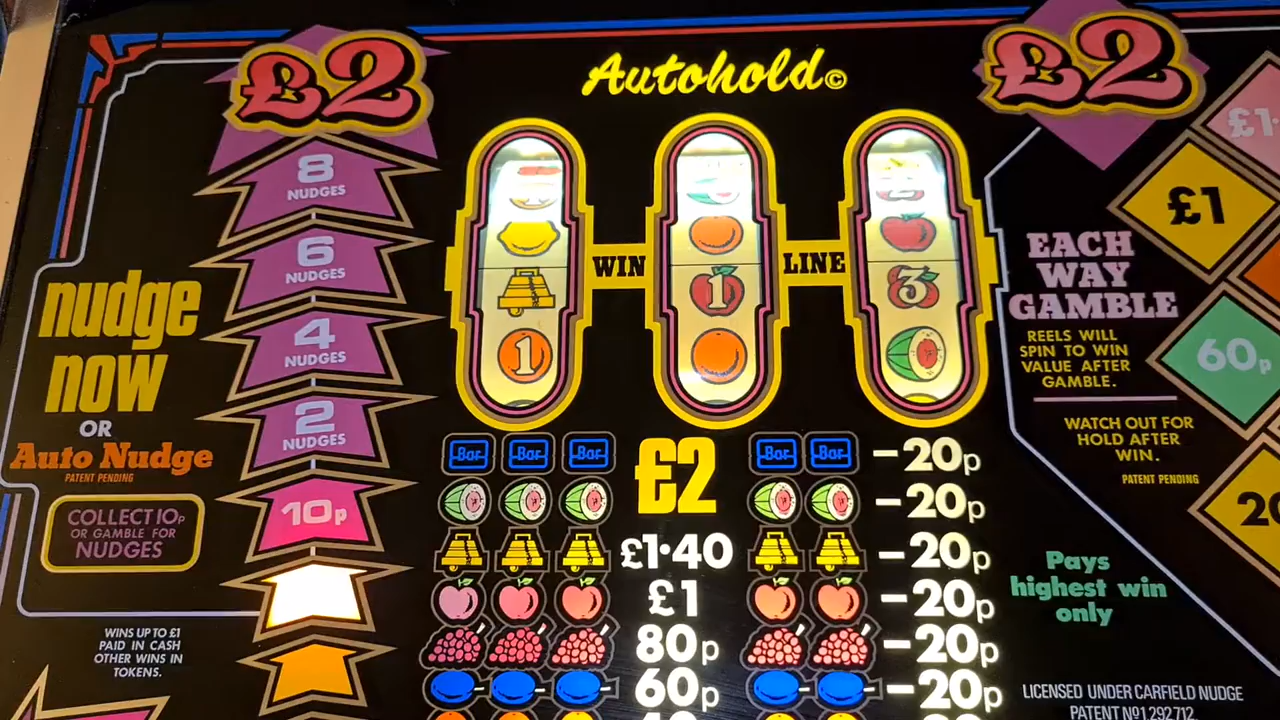 £2
8
NUDGES
6
NUDGES
4
NUDGES
2
NUDGES
10p
nudge
now
OR
Auto Nudge
PATENT PENDING
COLLECT 10p
OR GAMBLE FOR
NUDGES
WINS UP TO £1
PAID IN CASH
OTHER WINS IN
TOKENS.
Autohold©
WIN LINE
1
3
1
Bar Bar Bar £2 Bar Bar -20p
-20p
£1·40 -20p
£1 -20p
80p -20p
60p -20p
£2
£1
60p
EACH
WAY
GAMBLE
REELS WILL
SPIN TO WIN
VALUE AFTER
GAMBLE.
WATCH OUT FOR
HOLD AFTER
WIN.
PATENT PENDING
Pays
highest win
only
LICENSED UNDER CARFIELD NUDGE
PATENT Nº1,292,712